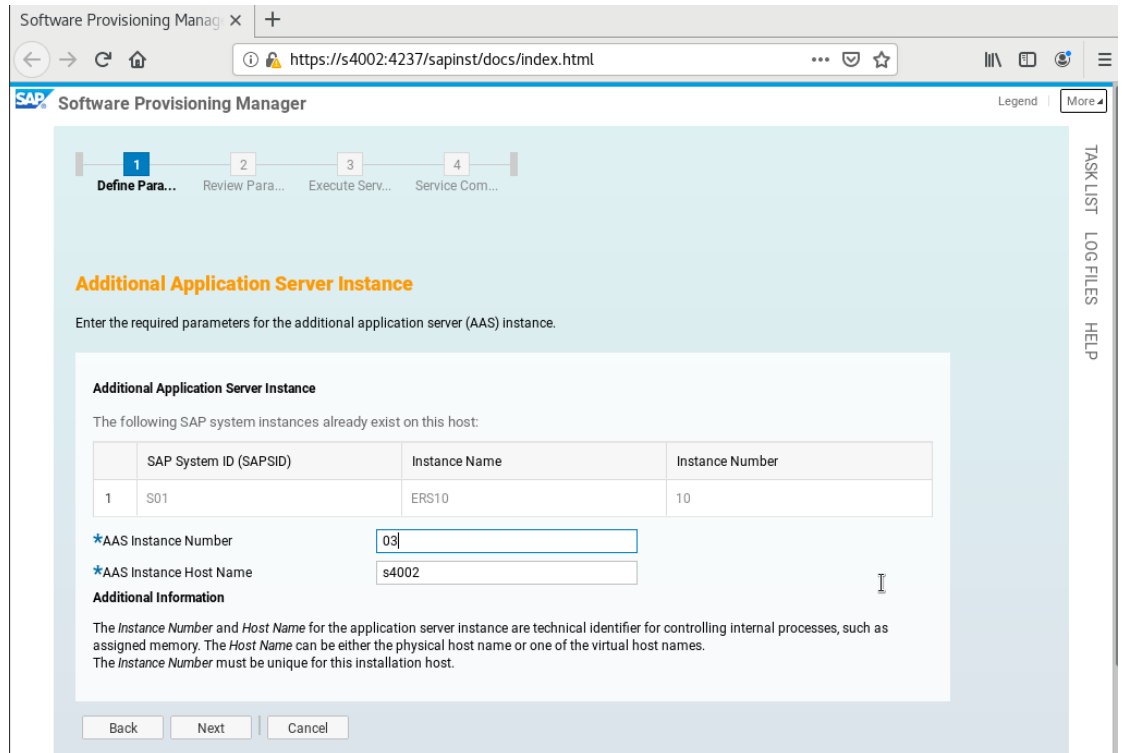 Software Provisioning Manag
https://s4002:4237/sapinst/docs/index.html
SAP Software Provisioning Manager
Legend
More
1
2
3
4
Define Para...
Review Para...
Execute Serv...
Service Com...
TASK LIST
LOG FILES
HELP
Additional Application Server Instance
Enter the required parameters for the additional application server (AAS) instance.
Additional Application Server Instance
The following SAP system instances already exist on this host:
SAP System ID (SAPSID) Instance Name Instance Number
1 S01 ERS10 10
*AAS Instance Number 03
*AAS Instance Host Name s4002
Additional Information
The Instance Number and Host Name for the application server instance are technical identifier for controlling internal processes, such as
assigned memory. The Host Name can be either the physical host name or one of the virtual host names.
The Instance Number must be unique for this installation host.
Back Next Cancel